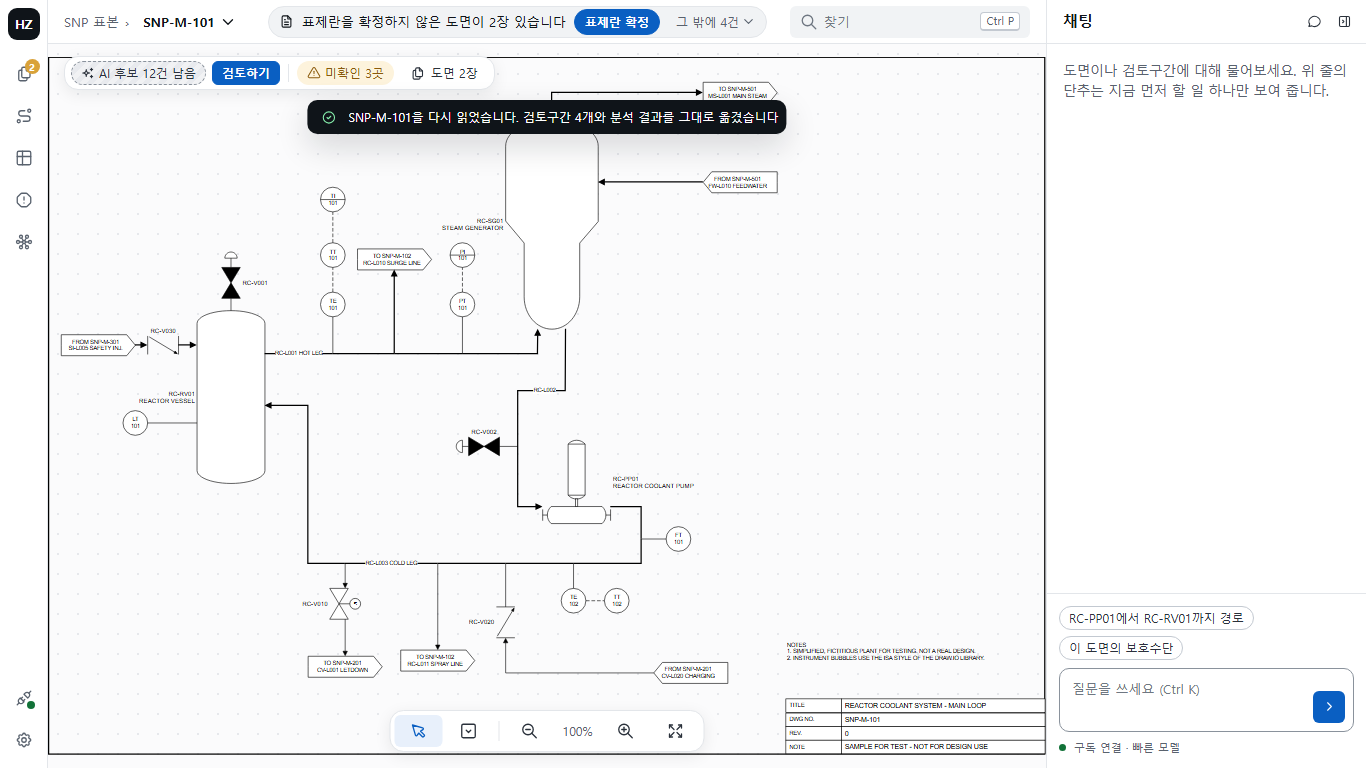 HZ
SNP 표본 › SNP-M-101
표제란을 확정하지 않은 도면이 2장 있습니다
표제란 확정
그 밖에 4건
찾기
Ctrl P
채팅
2
AI 후보 12건 남음
검토하기
미확인 3곳
도면 2장
도면이나 검토구간에 대해 물어보세요. 위 줄의
단추는 지금 먼저 할 일 하나만 보여 줍니다.
TO SNP-M-501
MS-L001 MAIN STEAM
SNP-M-101을 다시 읽었습니다. 검토구간 4개와 분석 결과를 그대로 옮겼습니다
FROM SNP-M-501
FW-L010 FEEDWATER
TI
101
RC-SG01
STEAM GENERATOR
TT
101
TO SNP-M-102
RC-L010 SURGE LINE
PI
101
RC-V001
TE
101
PT
101
RC-V030
FROM SNP-M-301
SI-L005 SAFETY INJ.
RC-L001 HOT LEG
RC-RV01
REACTOR VESSEL
RC-L002
LT
101
RC-V002
RC-PP01
REACTOR COOLANT PUMP
FT
101
RC-L003 COLD LEG
RC-V010
TE
102
TT
102
RC-V020
TO SNP-M-201
CV-L001 LETDOWN
TO SNP-M-102
RC-L011 SPRAY LINE
FROM SNP-M-201
CV-L020 CHARGING
NOTES
1. SIMPLIFIED, FICTITIOUS PLANT FOR TESTING. NOT A REAL DESIGN.
2. INSTRUMENT BUBBLES USE THE ISA STYLE OF THE DRAWIO LIBRARY.
TITLE REACTOR COOLANT SYSTEM - MAIN LOOP
DWG NO. SNP-M-101
REV. 0
NOTE SAMPLE FOR TEST - NOT FOR DESIGN USE
100%
RC-PP01에서 RC-RV01까지 경로
이 도면의 보호수단
질문을 쓰세요 (Ctrl K)
구독 연결 · 빠른 모델